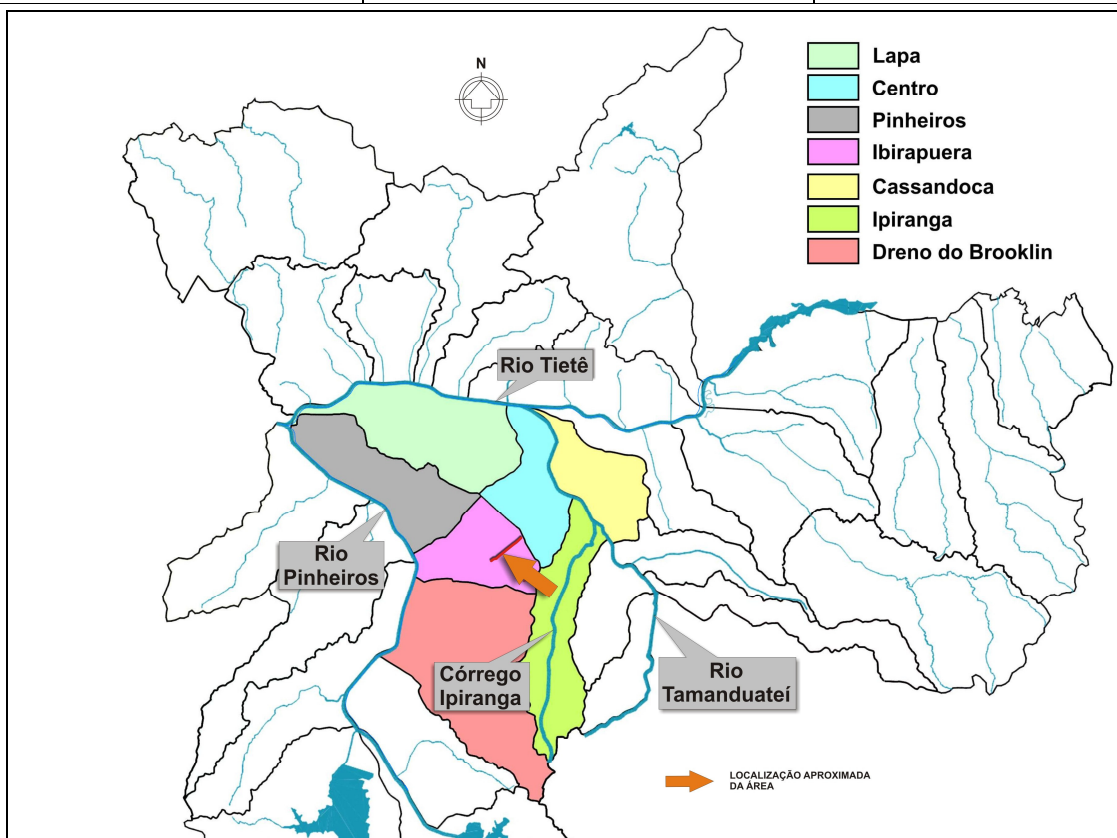 N
Lapa
Centro
Pinheiros
Ibirapuera
Cassandoca
Ipiranga
Dreno do Brooklin
Rio Tietê
Rio
Pinheiros
Córrego
Ipiranga
Rio
Tamanduateí
LOCALIZAÇÃO APROXIMADA
DA ÁREA